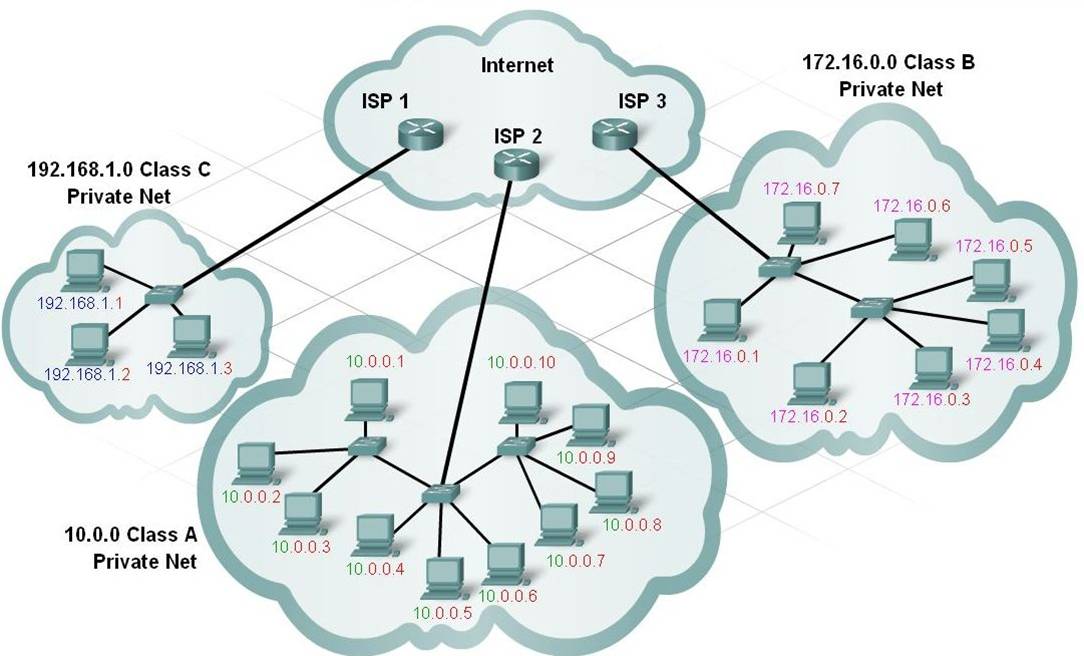 Internet
ISP 1
ISP 2
ISP 3
172.16.0.0 Class B
Private Net
172.16.0.7
172.16.0.6
172.16.0.5
172.16.0.1
172.16.0.4
172.16.0.3
172.16.0.2
192.168.1.0 Class C
Private Net
192.168.1.1
192.168.1.2
192.168.1.3
10.0.0.1
10.0.0.10
10.0.0.9
10.0.0.2
10.0.0.8
10.0.0.3
10.0.0.7
10.0.0.4
10.0.0.6
10.0.0.5
10.0.0 Class A
Private Net